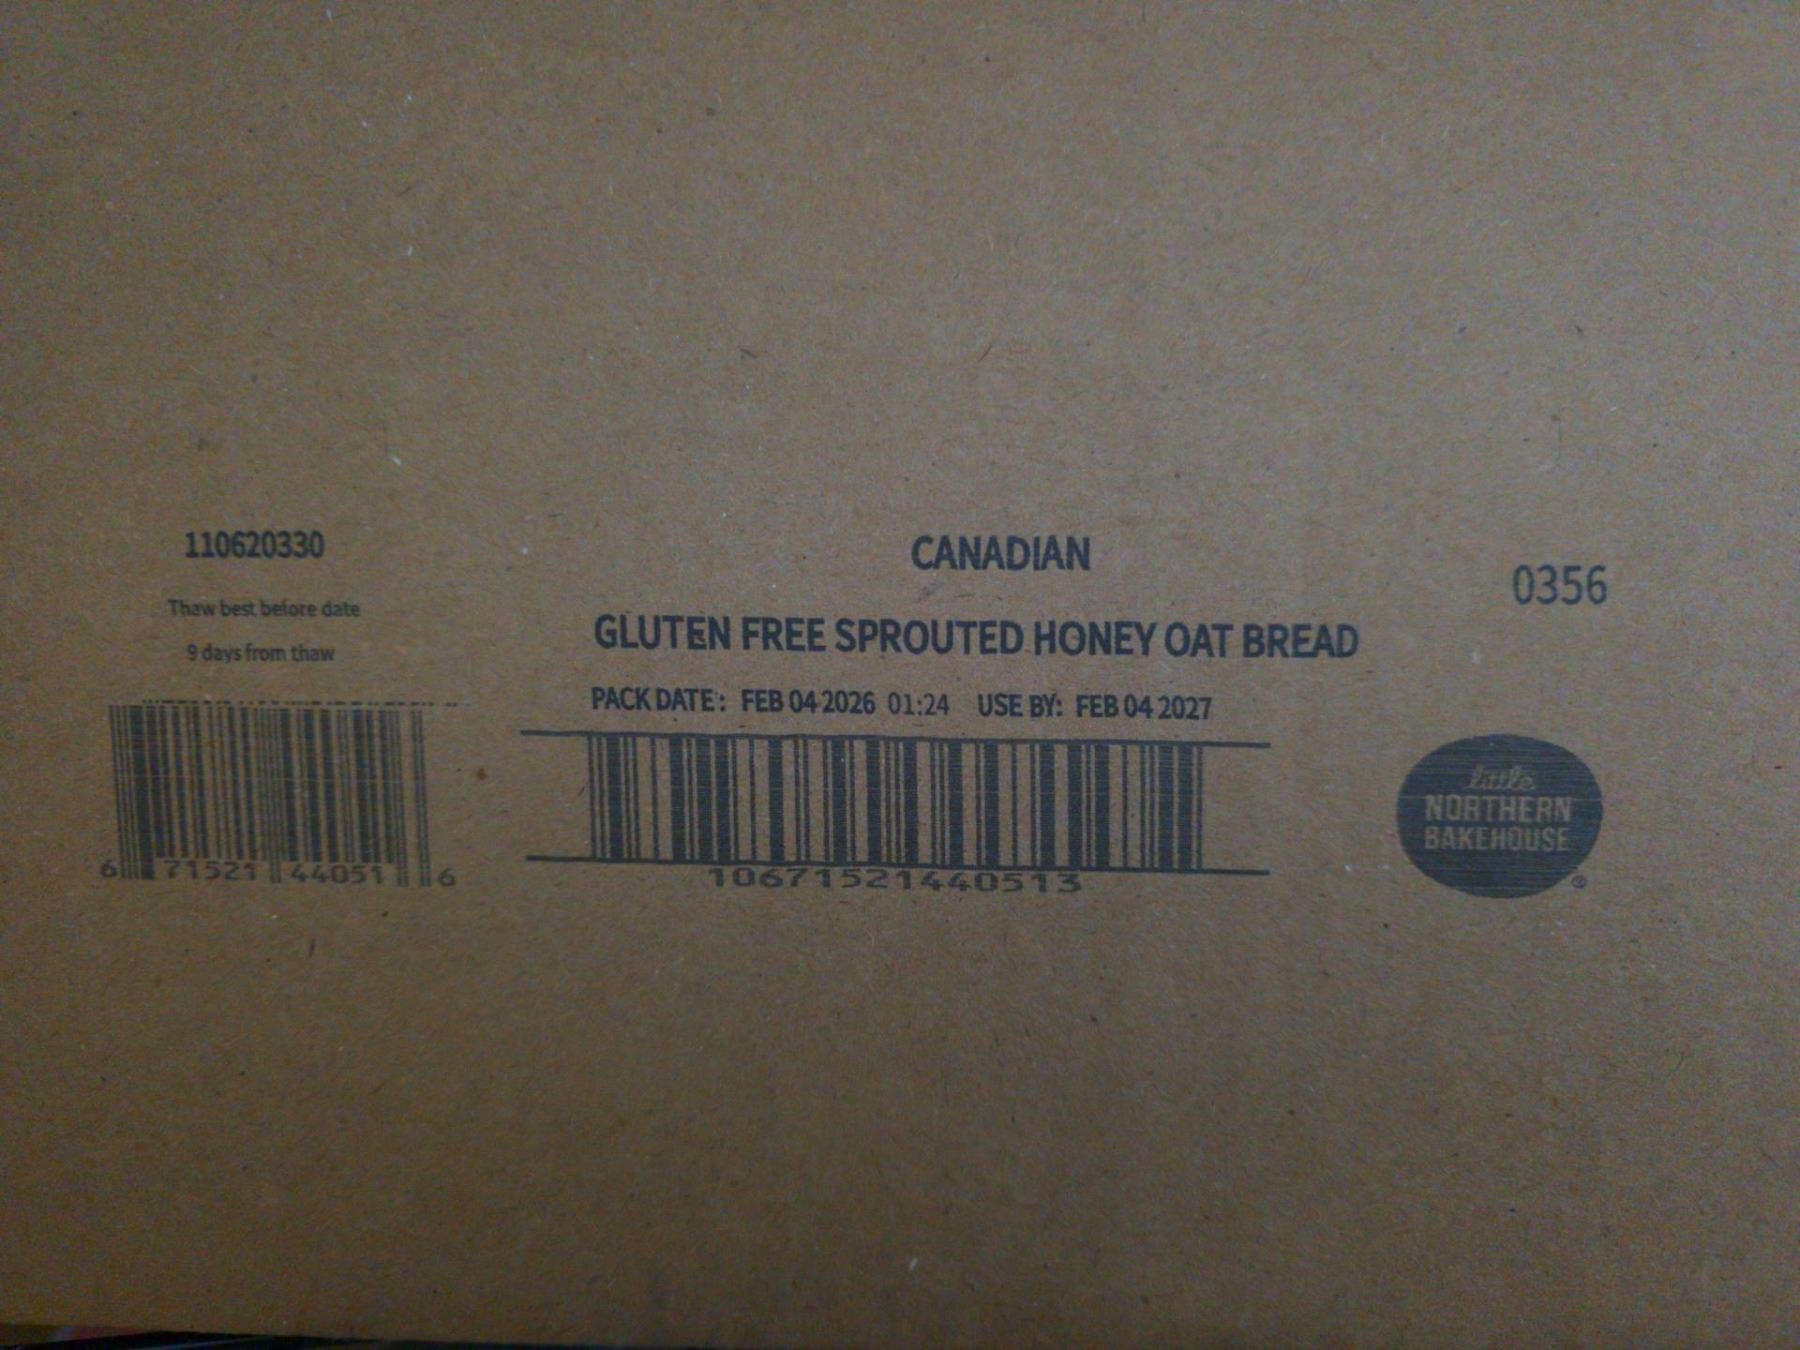 110620330
Thaw best before date
9 days from thaw
6 71521 44051 6
CANADIAN
GLUTEN FREE SPROUTED HONEY OAT BREAD
PACK DATE: FEB 04 2026 01:24 USE BY: FEB 04 2027
10671521440513
0356
little
NORTHERN
BAKEHOUSE
®